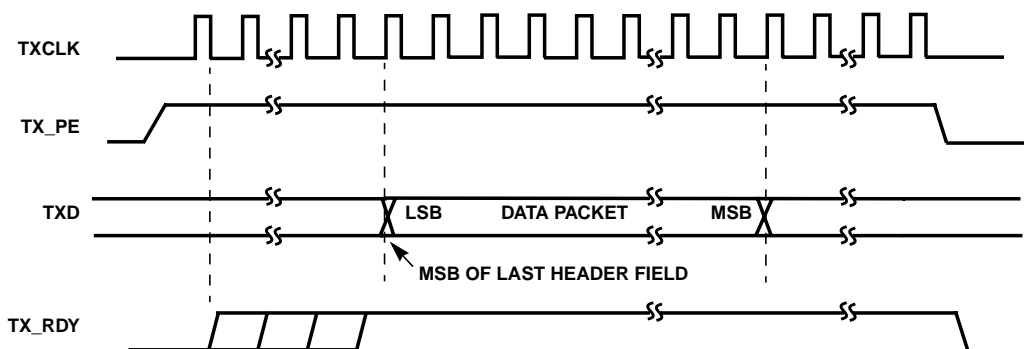 TXCLK
TX_PE
TXD
LSB DATA PACKET MSB
MSB OF LAST HEADER FIELD
TX_RDY